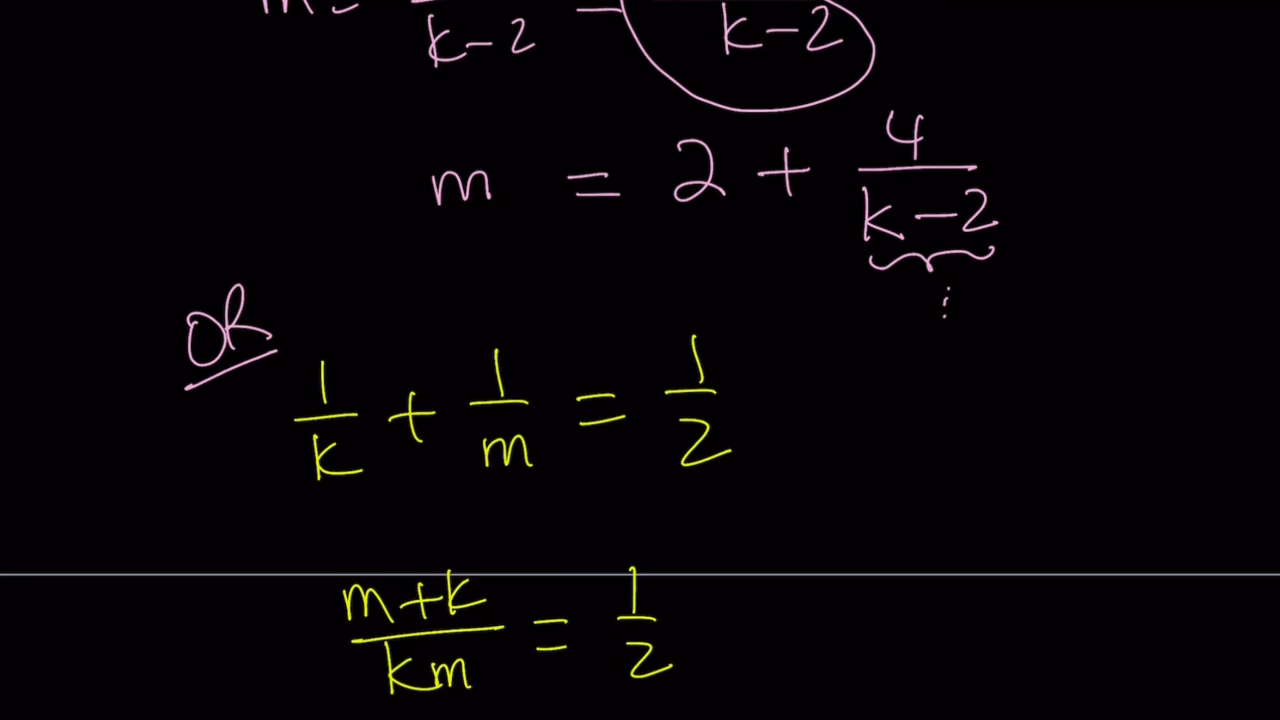 k-2 - k-2
m = 2 + 4/(k-2)
OR
1/k + 1/m = 1/2
(m+k)/(km) = 1/2